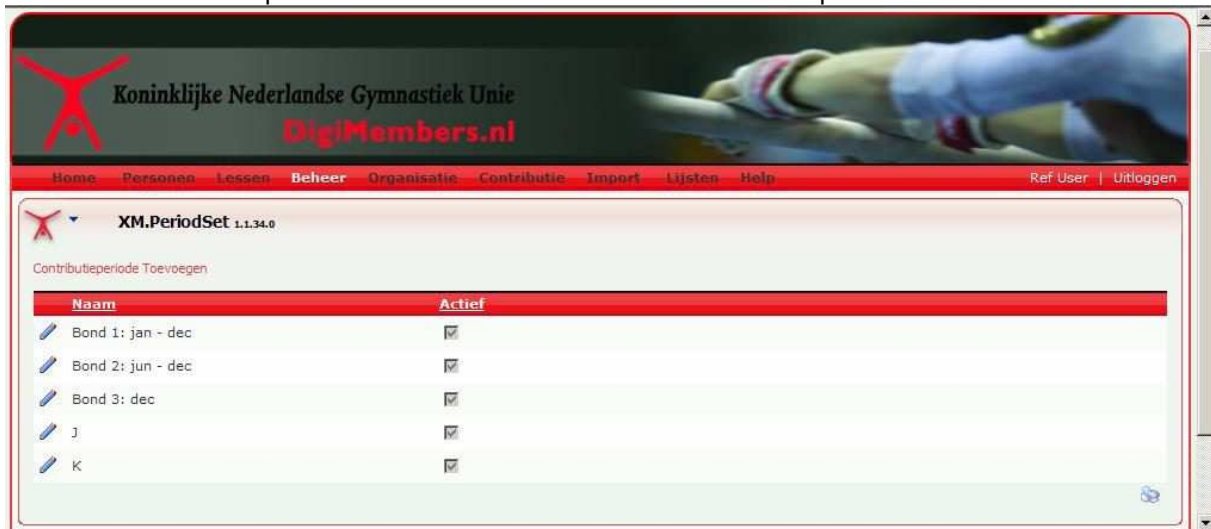 Koninklijke Nederlandse Gymnastiek Unie
DigiMembers.nl
Home Personen Lessen Beheer Organisatie Contributie Import Lijsten Help Ref User | Uitloggen
XM.PeriodSet 1.1.34.0
Contributieperiode Toevoegen
Naam Actief
Bond 1: jan - dec
Bond 2: jun - dec
Bond 3: dec
J
K